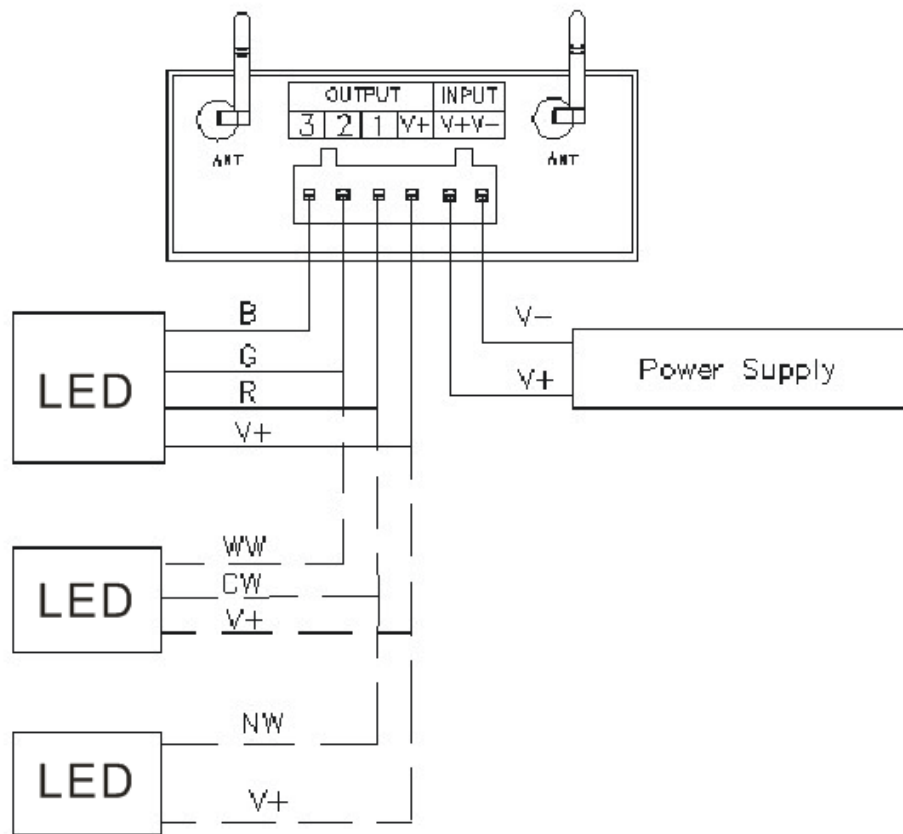 OUTPUT INPUT
3 2 1 V+ V+ V-
ANT
ANT
B
G
R
V+
LED
V-
V+
Power Supply
WW
CW
V+
LED
NW
V+
LED